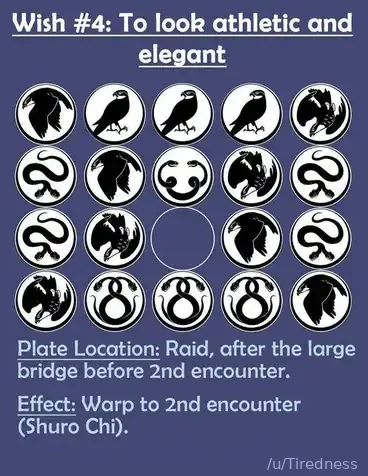 Wish #4: To look athletic and
elegant
Plate Location: Raid, after the large
bridge before 2nd encounter.
Effect: Warp to 2nd encounter
(Shuro Chi).
/u/Tiredness